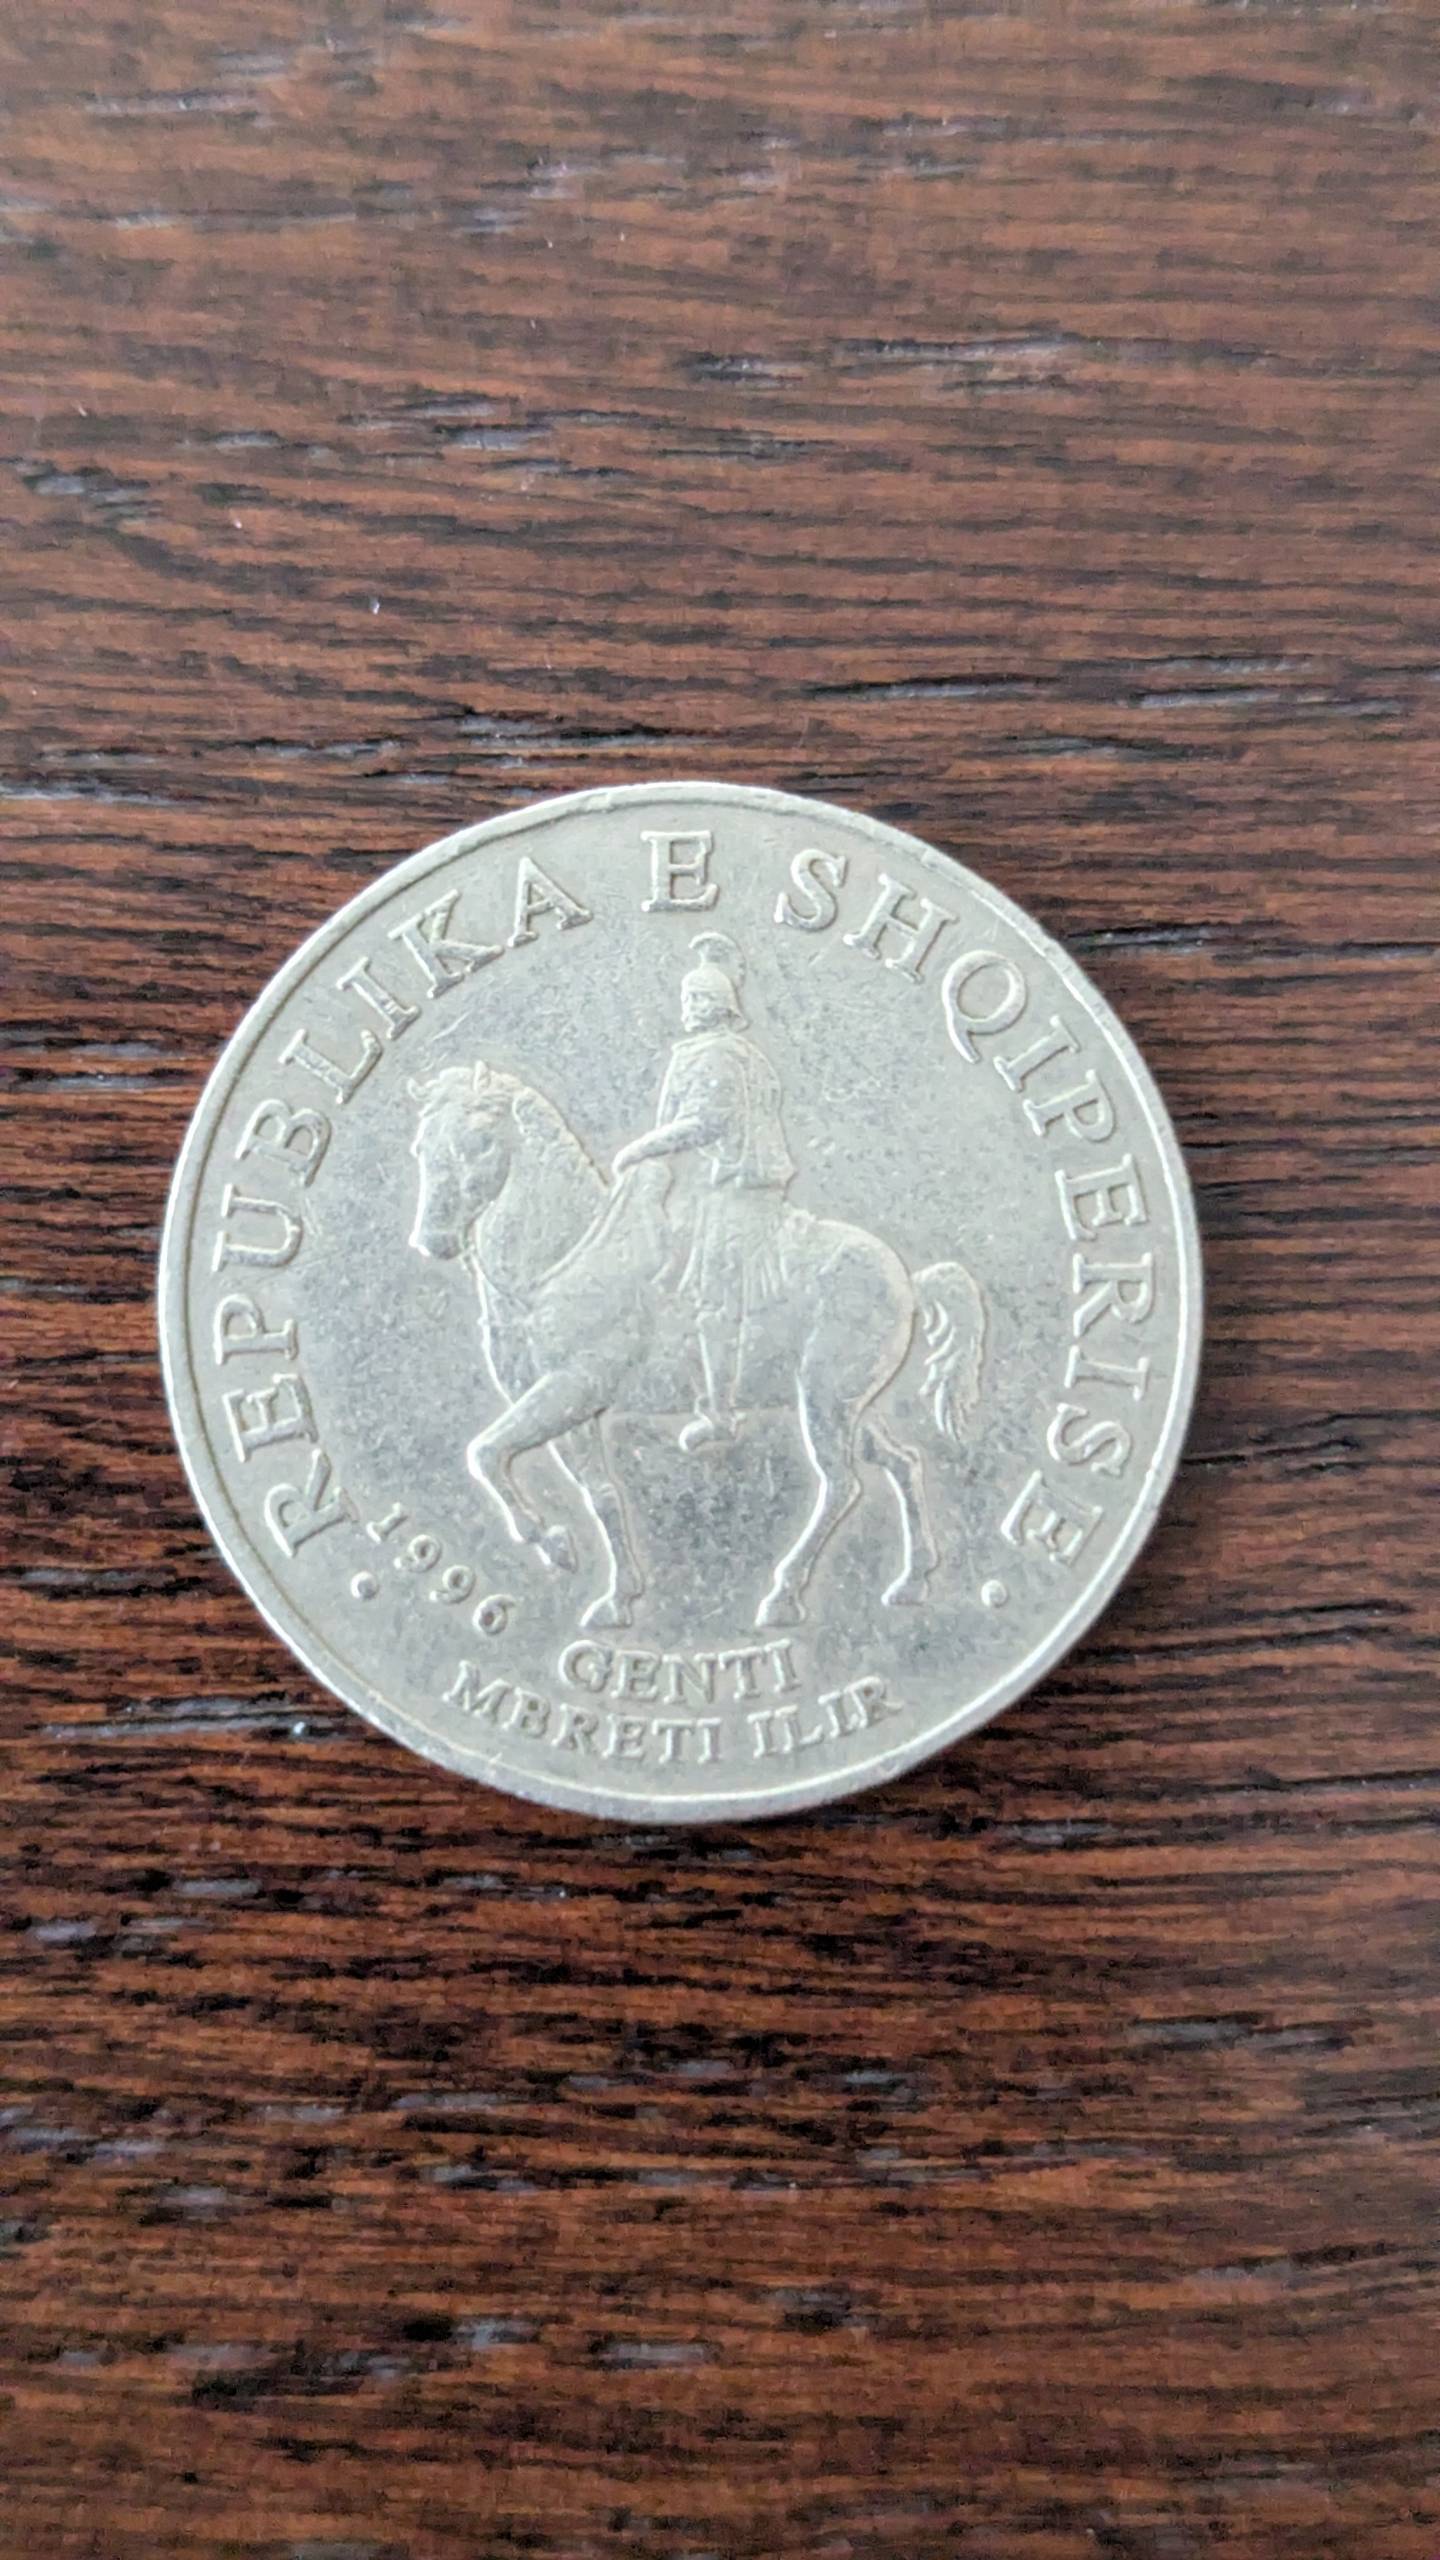 REPUBLIKA E SHQIPERISE
1996
GENTI
MBRETI ILIR